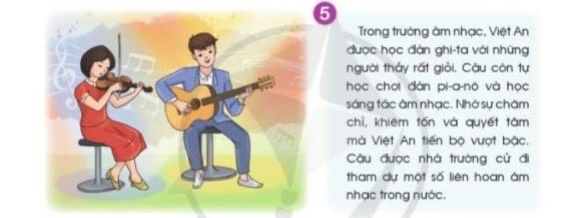 5
Trong trường âm nhạc, Việt An
được học đàn ghi-ta với những
người thầy rất giỏi. Cậu còn tự
học chơi đàn pi-a-nô và học
sáng tác âm nhạc. Nhờ sự chăm
chỉ, khiêm tốn và quyết tâm
mà Việt An tiến bộ vượt bậc.
Cậu được nhà trường cử đi
tham dự một số liên hoan âm
nhạc trong nước.